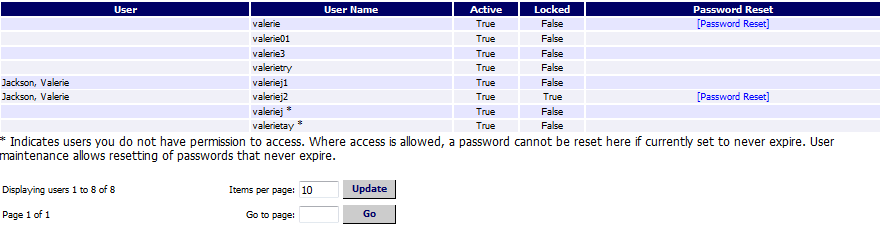 User User Name Active Locked Password Reset
valerie True False [Password Reset]
valerie01 True False
valerie3 True False
valerietry True False
Jackson, Valerie valeriej1 True False
Jackson, Valerie valeriej2 True True [Password Reset]
valeriej * True False
valerietay * True False
* Indicates users you do not have permission to access. Where access is allowed, a password cannot be reset here if currently set to never expire. User
maintenance allows resetting of passwords that never expire.
Displaying users 1 to 8 of 8 Items per page: 10 Update
Page 1 of 1 Go to page: Go